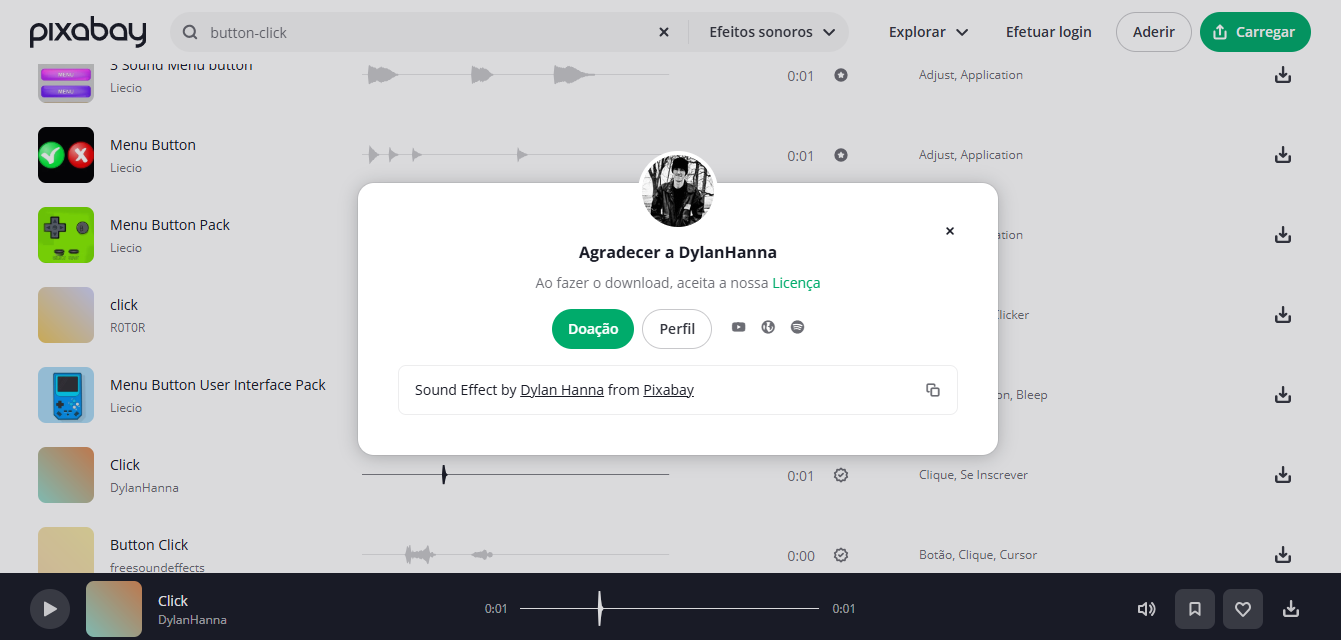 pixabay
button-click
Efeitos sonoros
Explorar
Efetuar login
Aderir
Carregar
3 Sound Menu button
Liecio
0:01
Adjust, Application
MENU
MENU
Menu Button
Liecio
0:01
Adjust, Application
Menu Button Pack
Liecio
click
R0T0R
Menu Button User Interface Pack
Liecio
Bleep
Agradecer a DylanHanna
Ao fazer o download, aceita a nossa Licença
Doação
Perfil
Sound Effect by Dylan Hanna from Pixabay
Click
DylanHanna
0:01
Clique, Se Inscrever
Button Click
freesoundeffects
0:00
Botão, Clique, Cursor
Click
DylanHanna
0:01
0:01